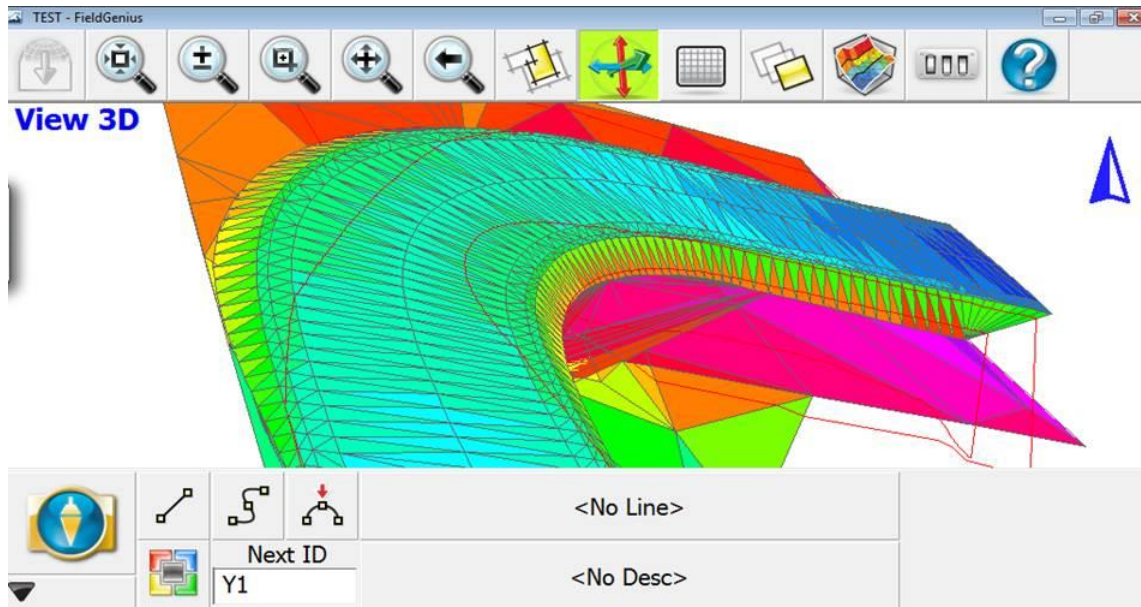 TEST - FieldGenius
View 3D
<No Line>
Next ID
Y1
<No Desc>